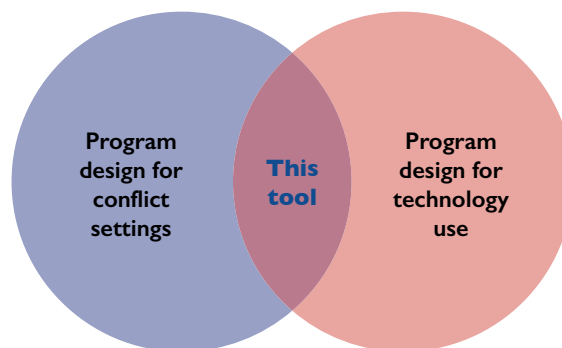 Program
design for
conflict
settings
This
tool
Program
design for
technology
use